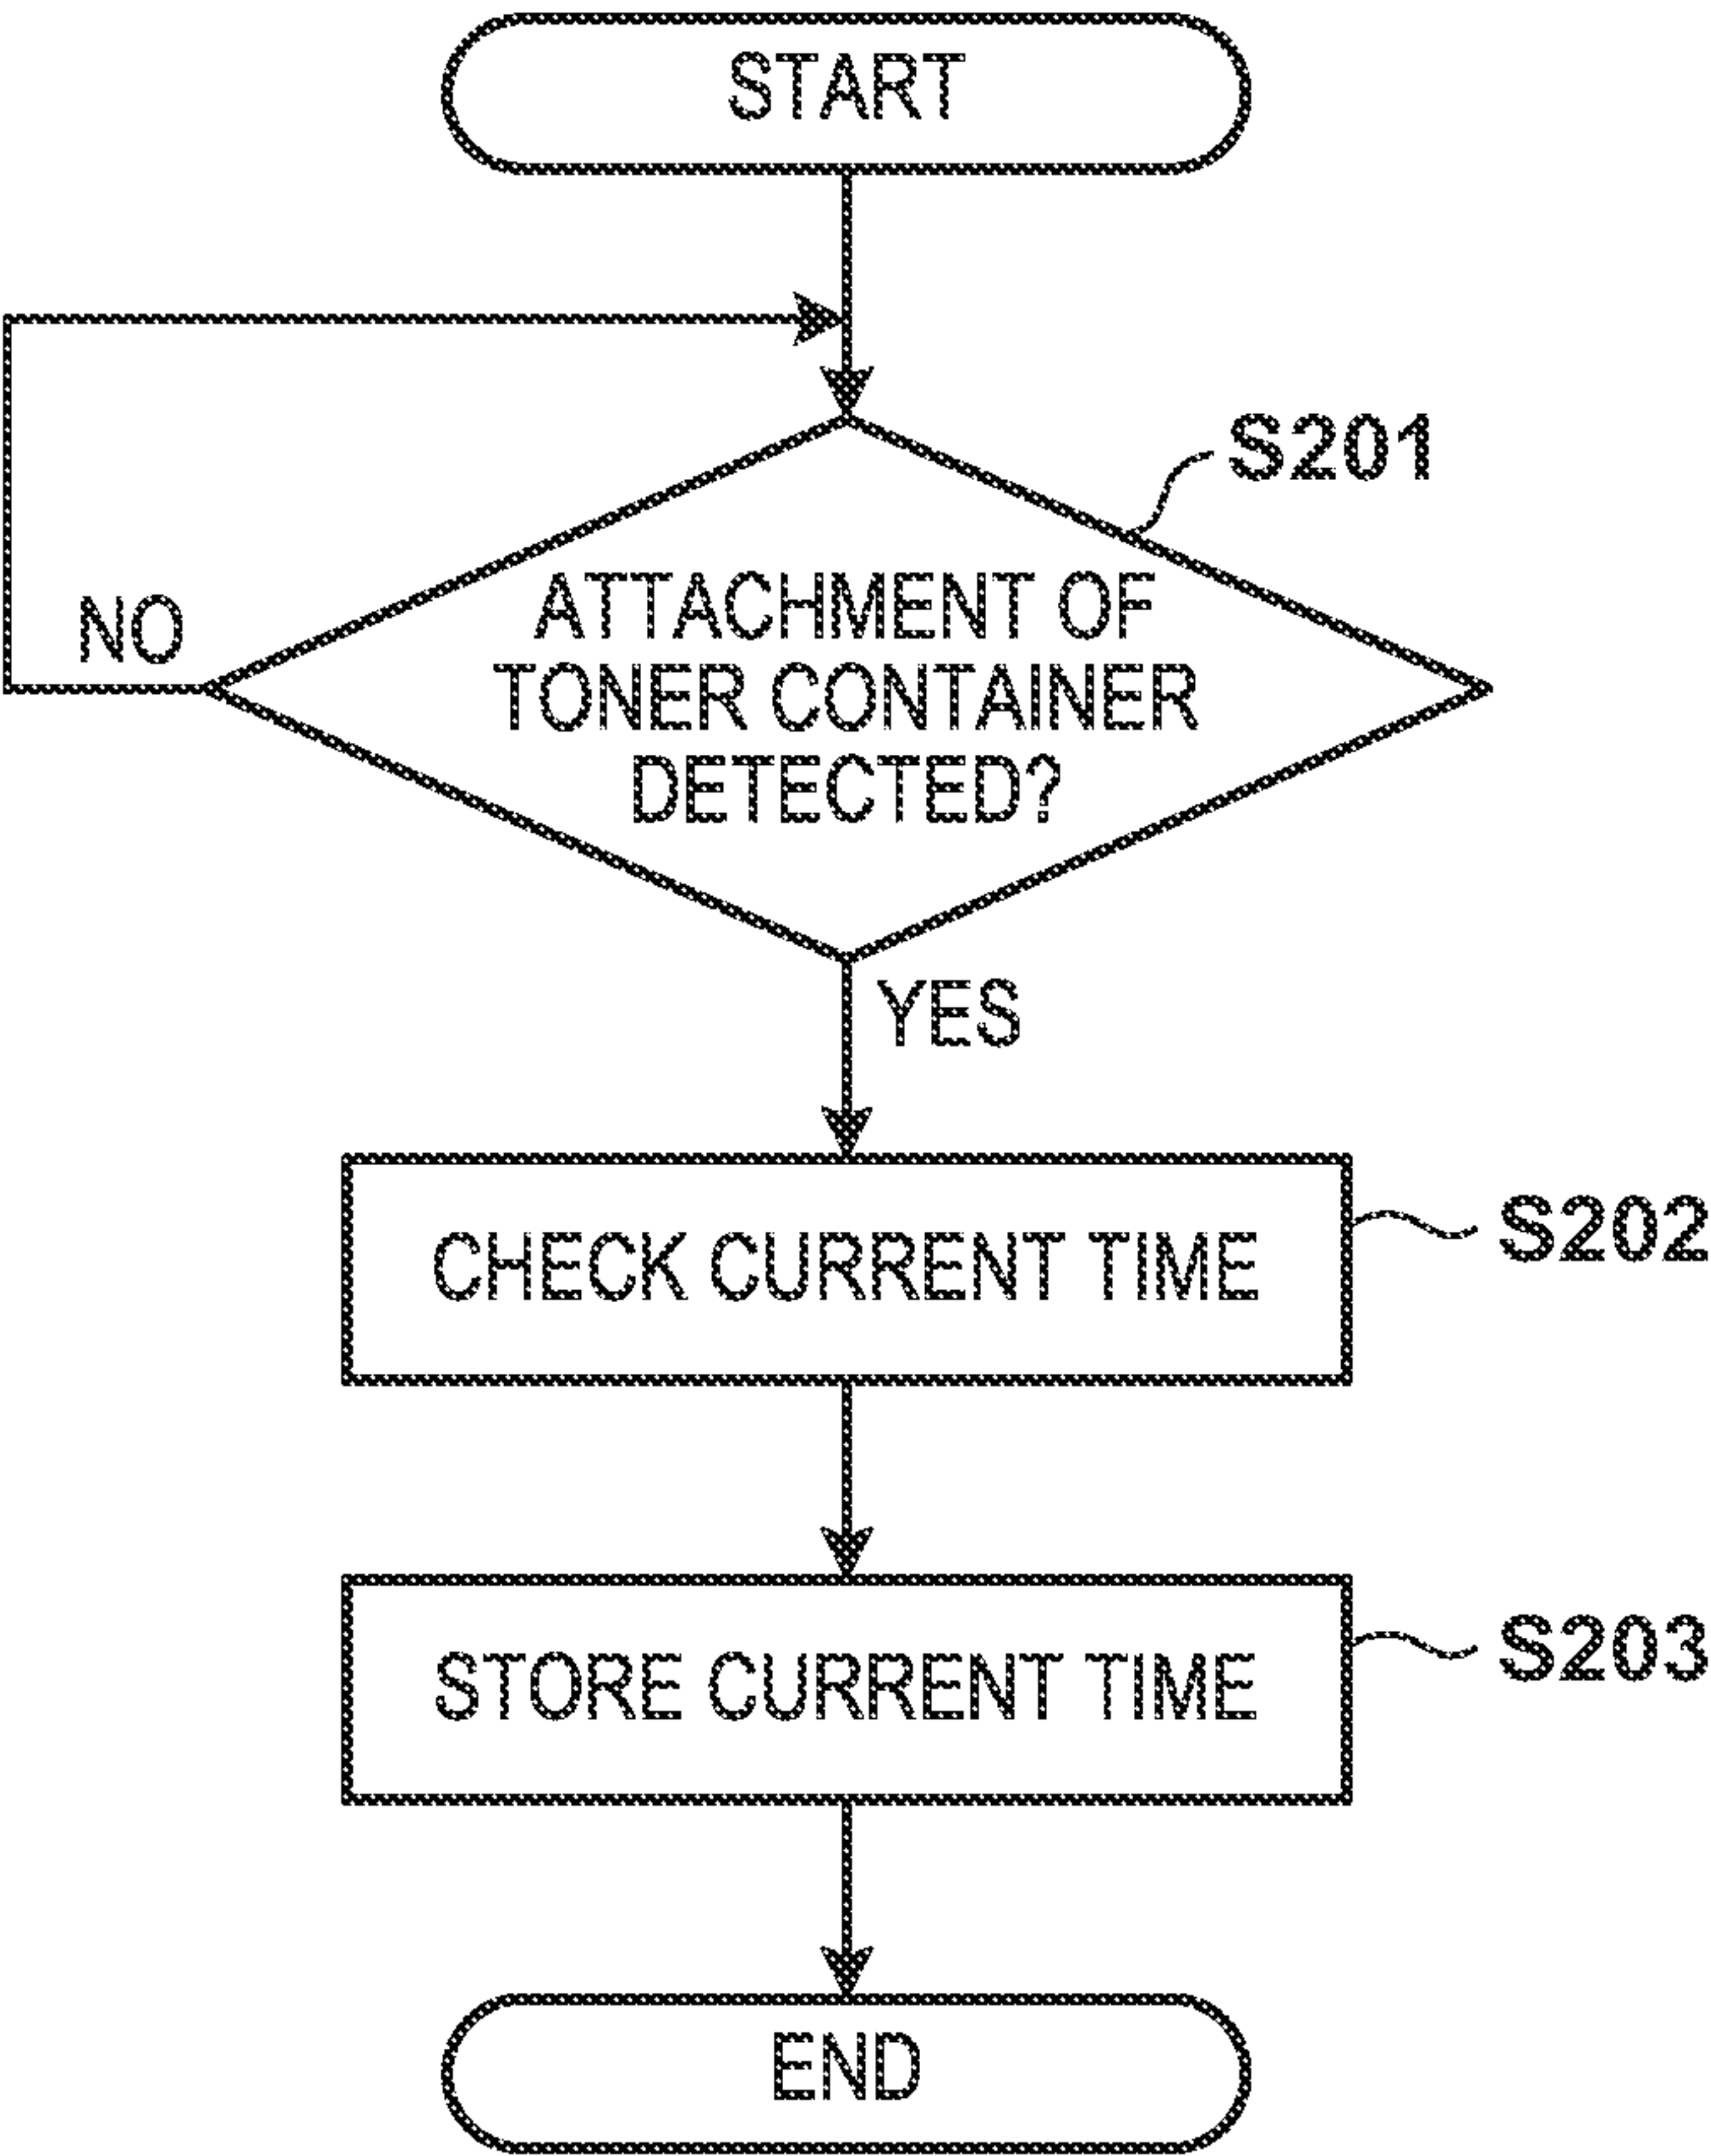 START
S201
NO
ATTACHMENT OF
TONER CONTAINER
DETECTED?
YES
CHECK CURRENT TIME
S202
STORE CURRENT TIME
S203
END